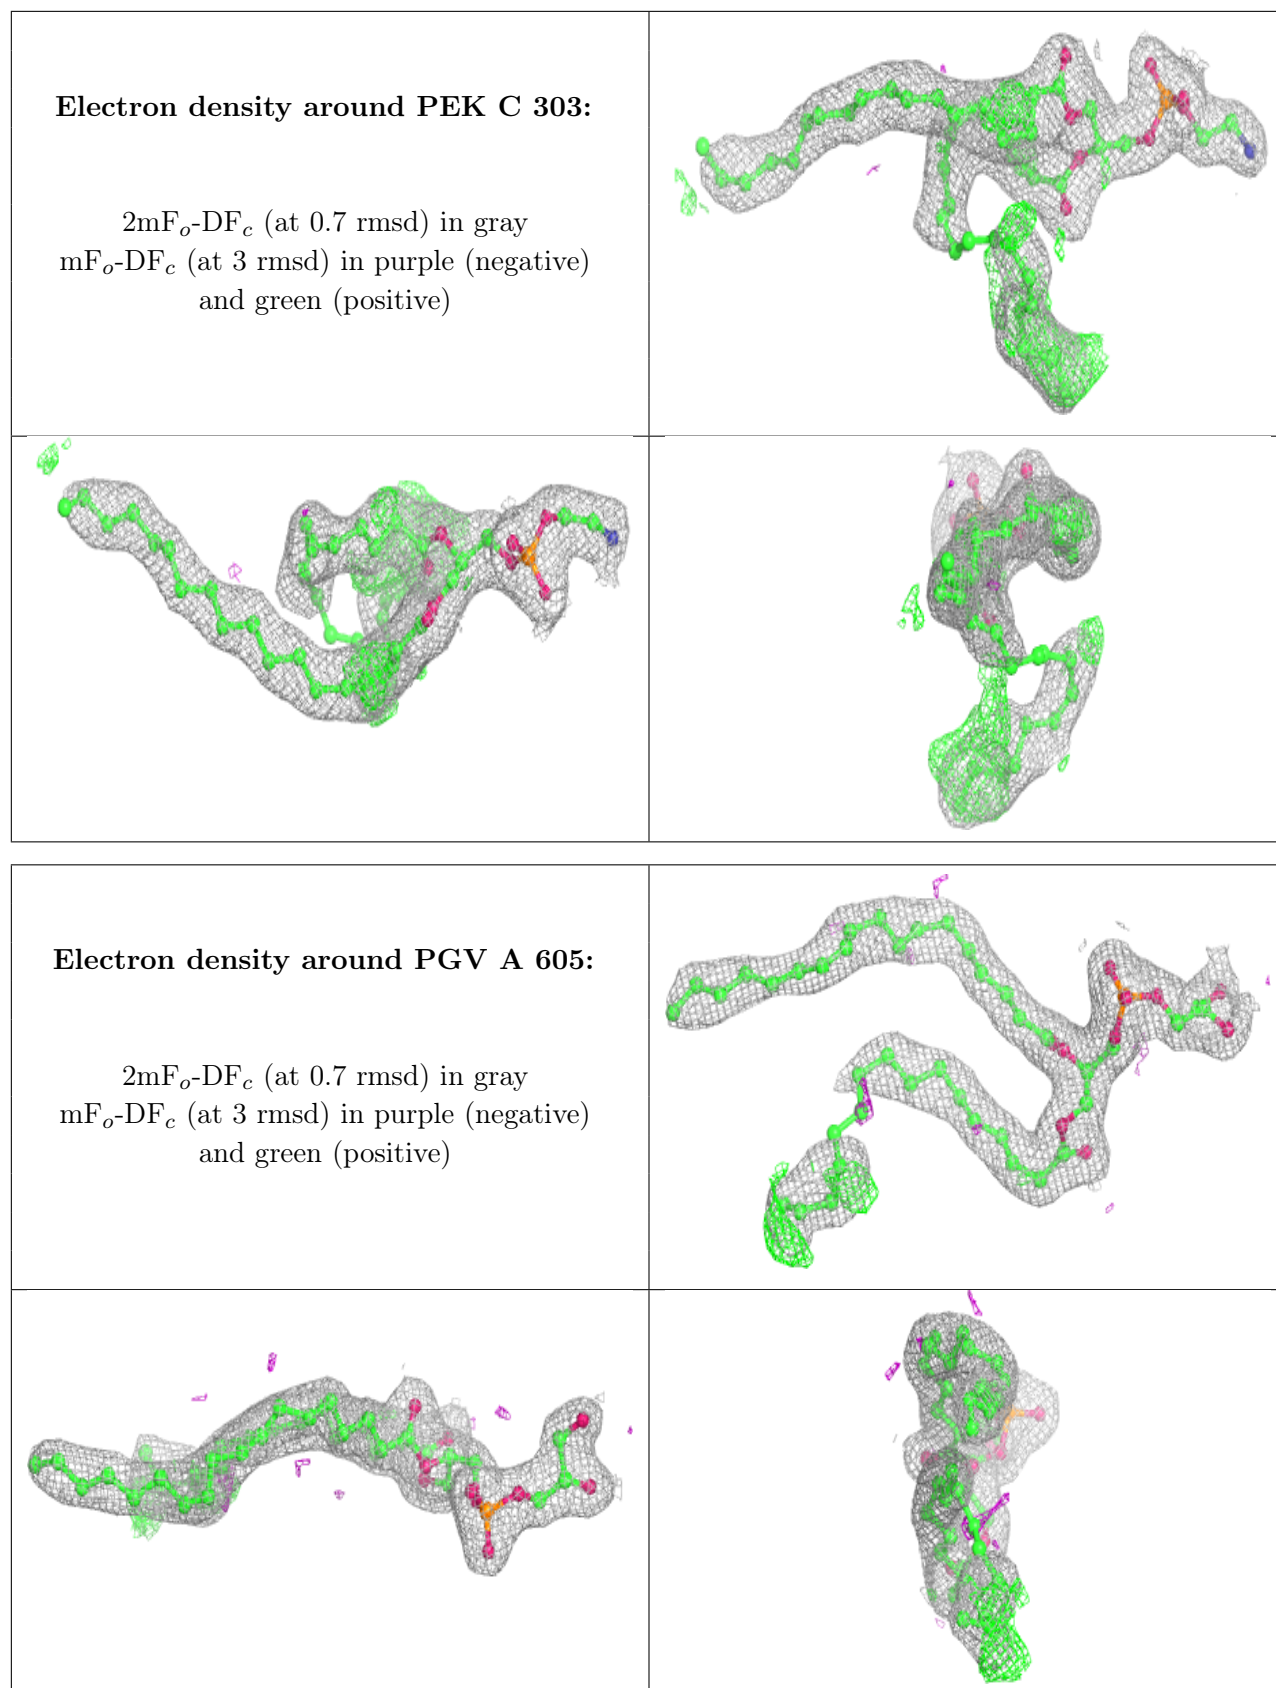 Electron density around PEK C 303:
2mFo-DFc (at 0.7 rmsd) in gray
mFo-DFc (at 3 rmsd) in purple (negative)
and green (positive)
Electron density around PGV A 605:
2mFo-DFc (at 0.7 rmsd) in gray
mFo-DFc (at 3 rmsd) in purple (negative)
and green (positive)